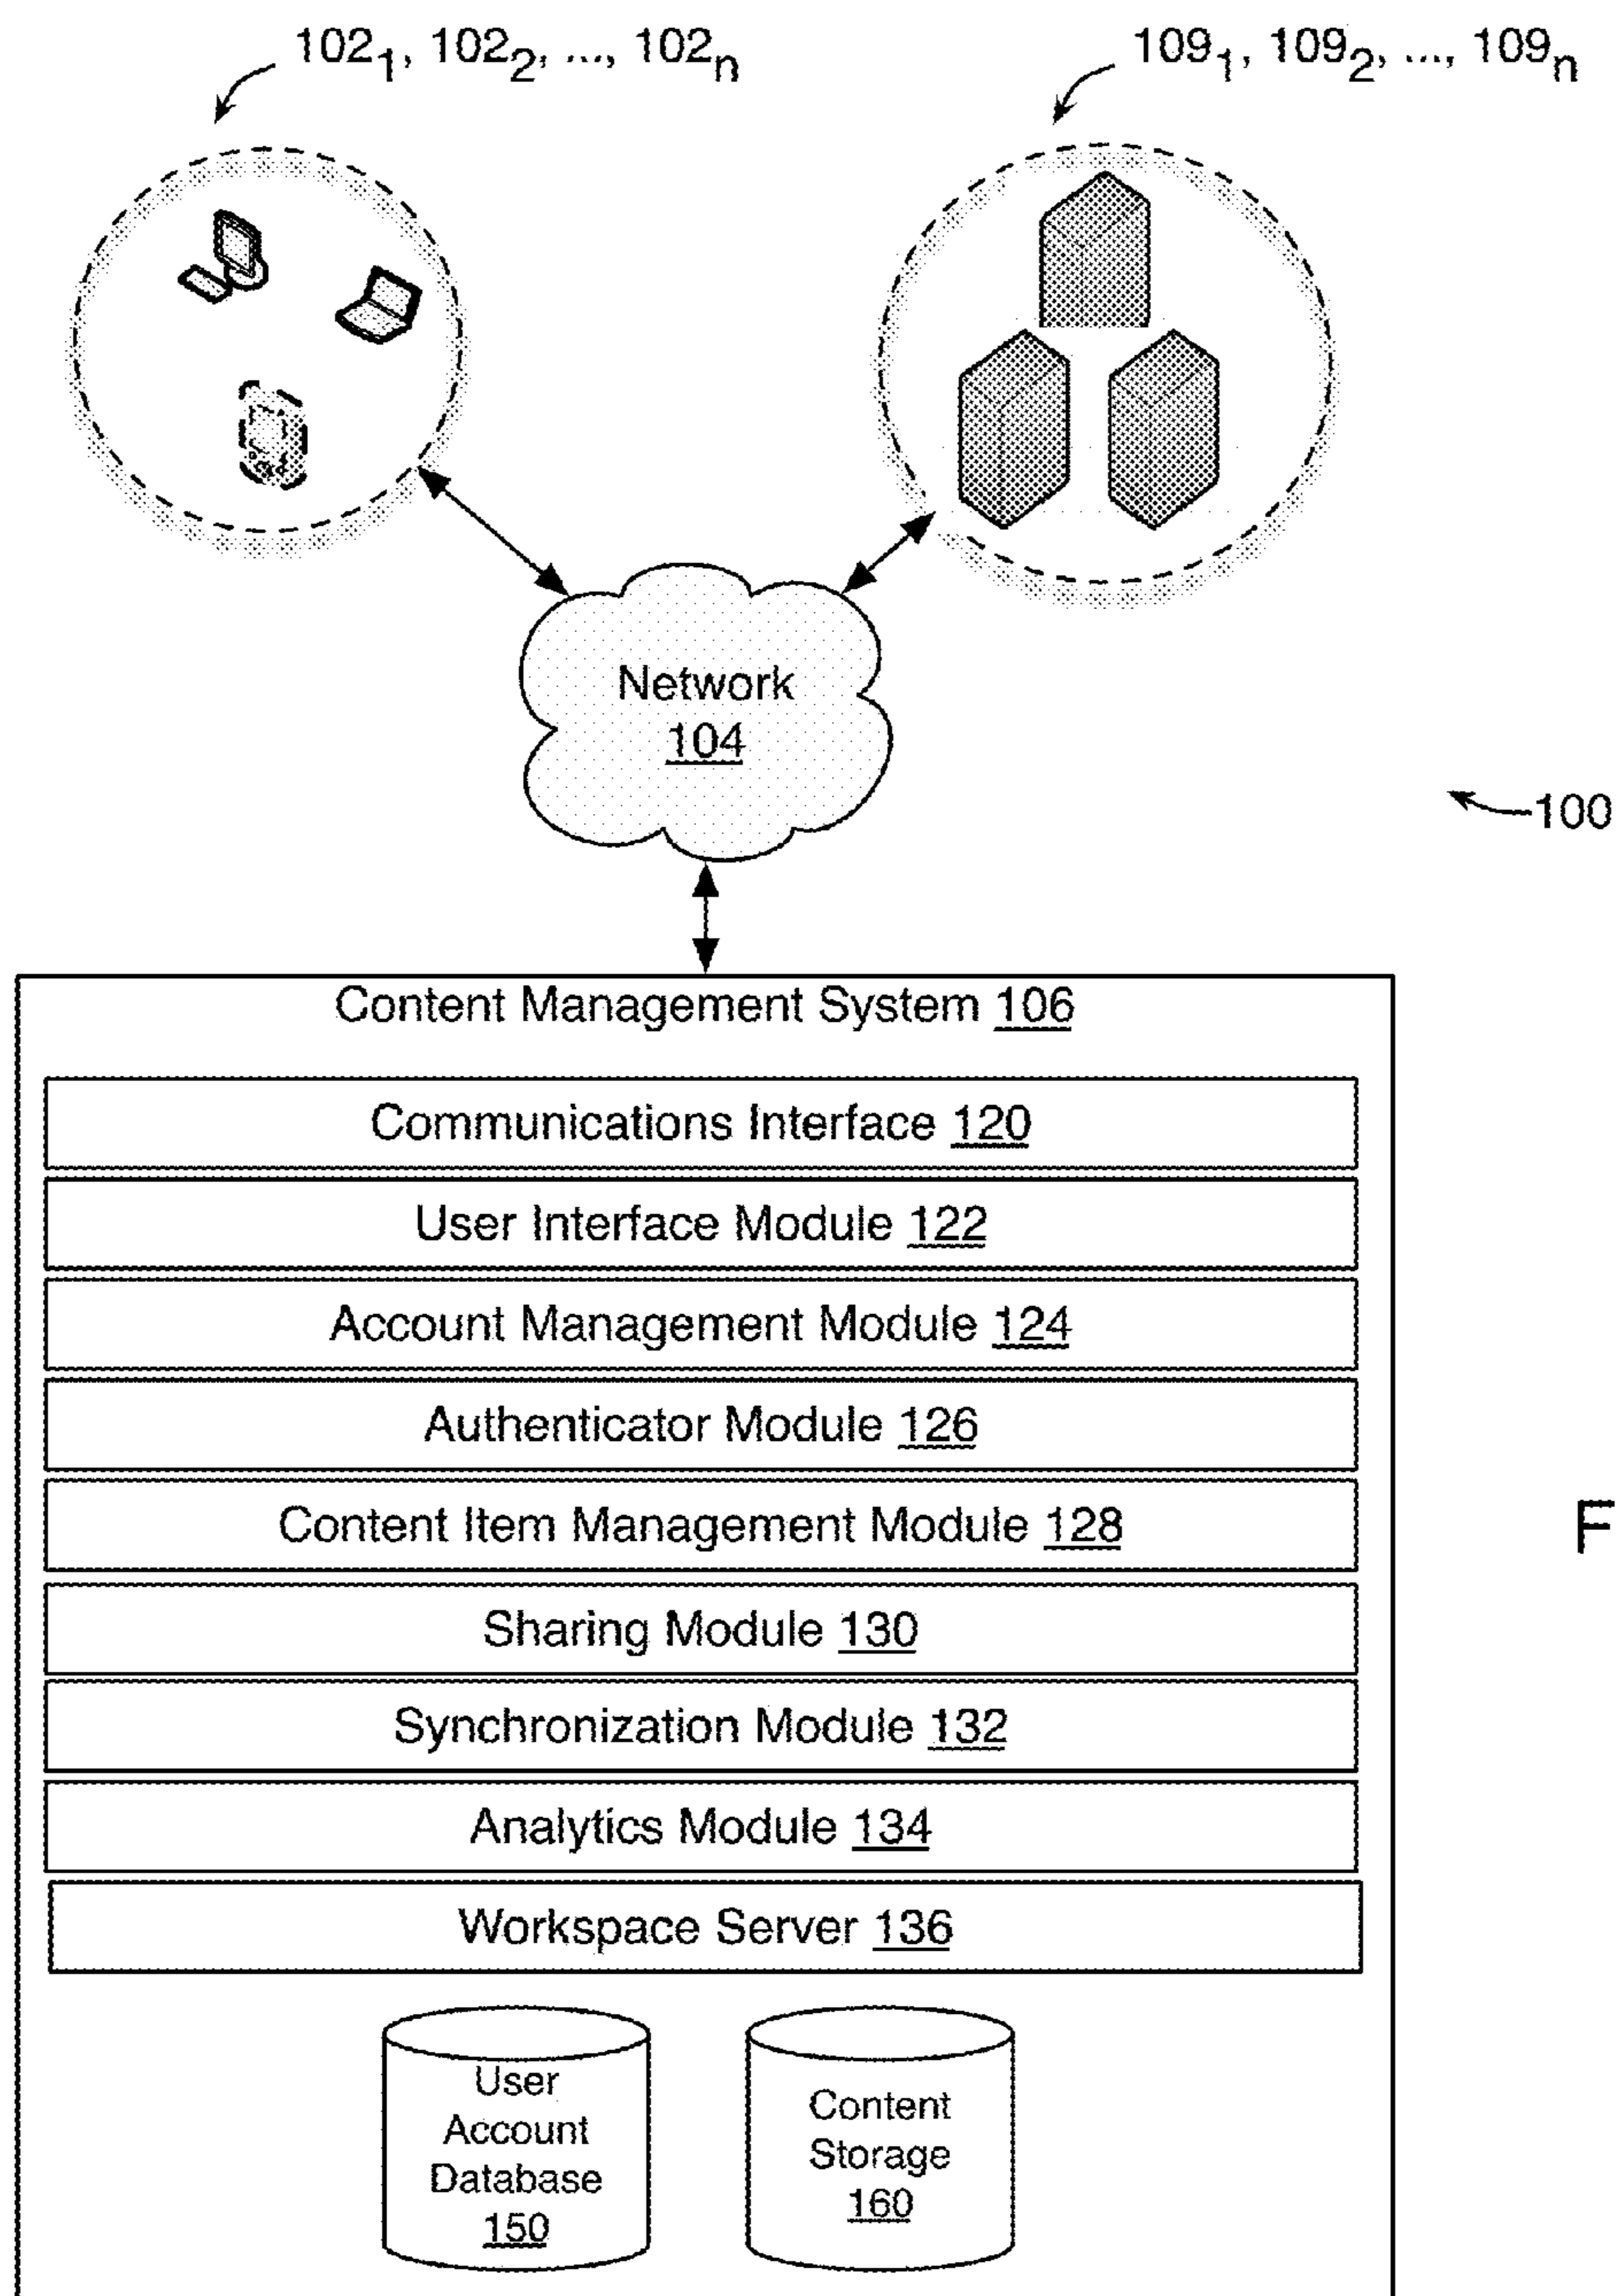 102₁, 102₂, ..., 102ₙ
109₁, 109₂, ..., 109ₙ
Network
104
100
Content Management System 106
Communications Interface 120
User Interface Module 122
Account Management Module 124
Authenticator Module 126
Content Item Management Module 128
F
Sharing Module 130
Synchronization Module 132
Analytics Module 134
Workspace Server 136
User
Account
Database
150
Content
Storage
160